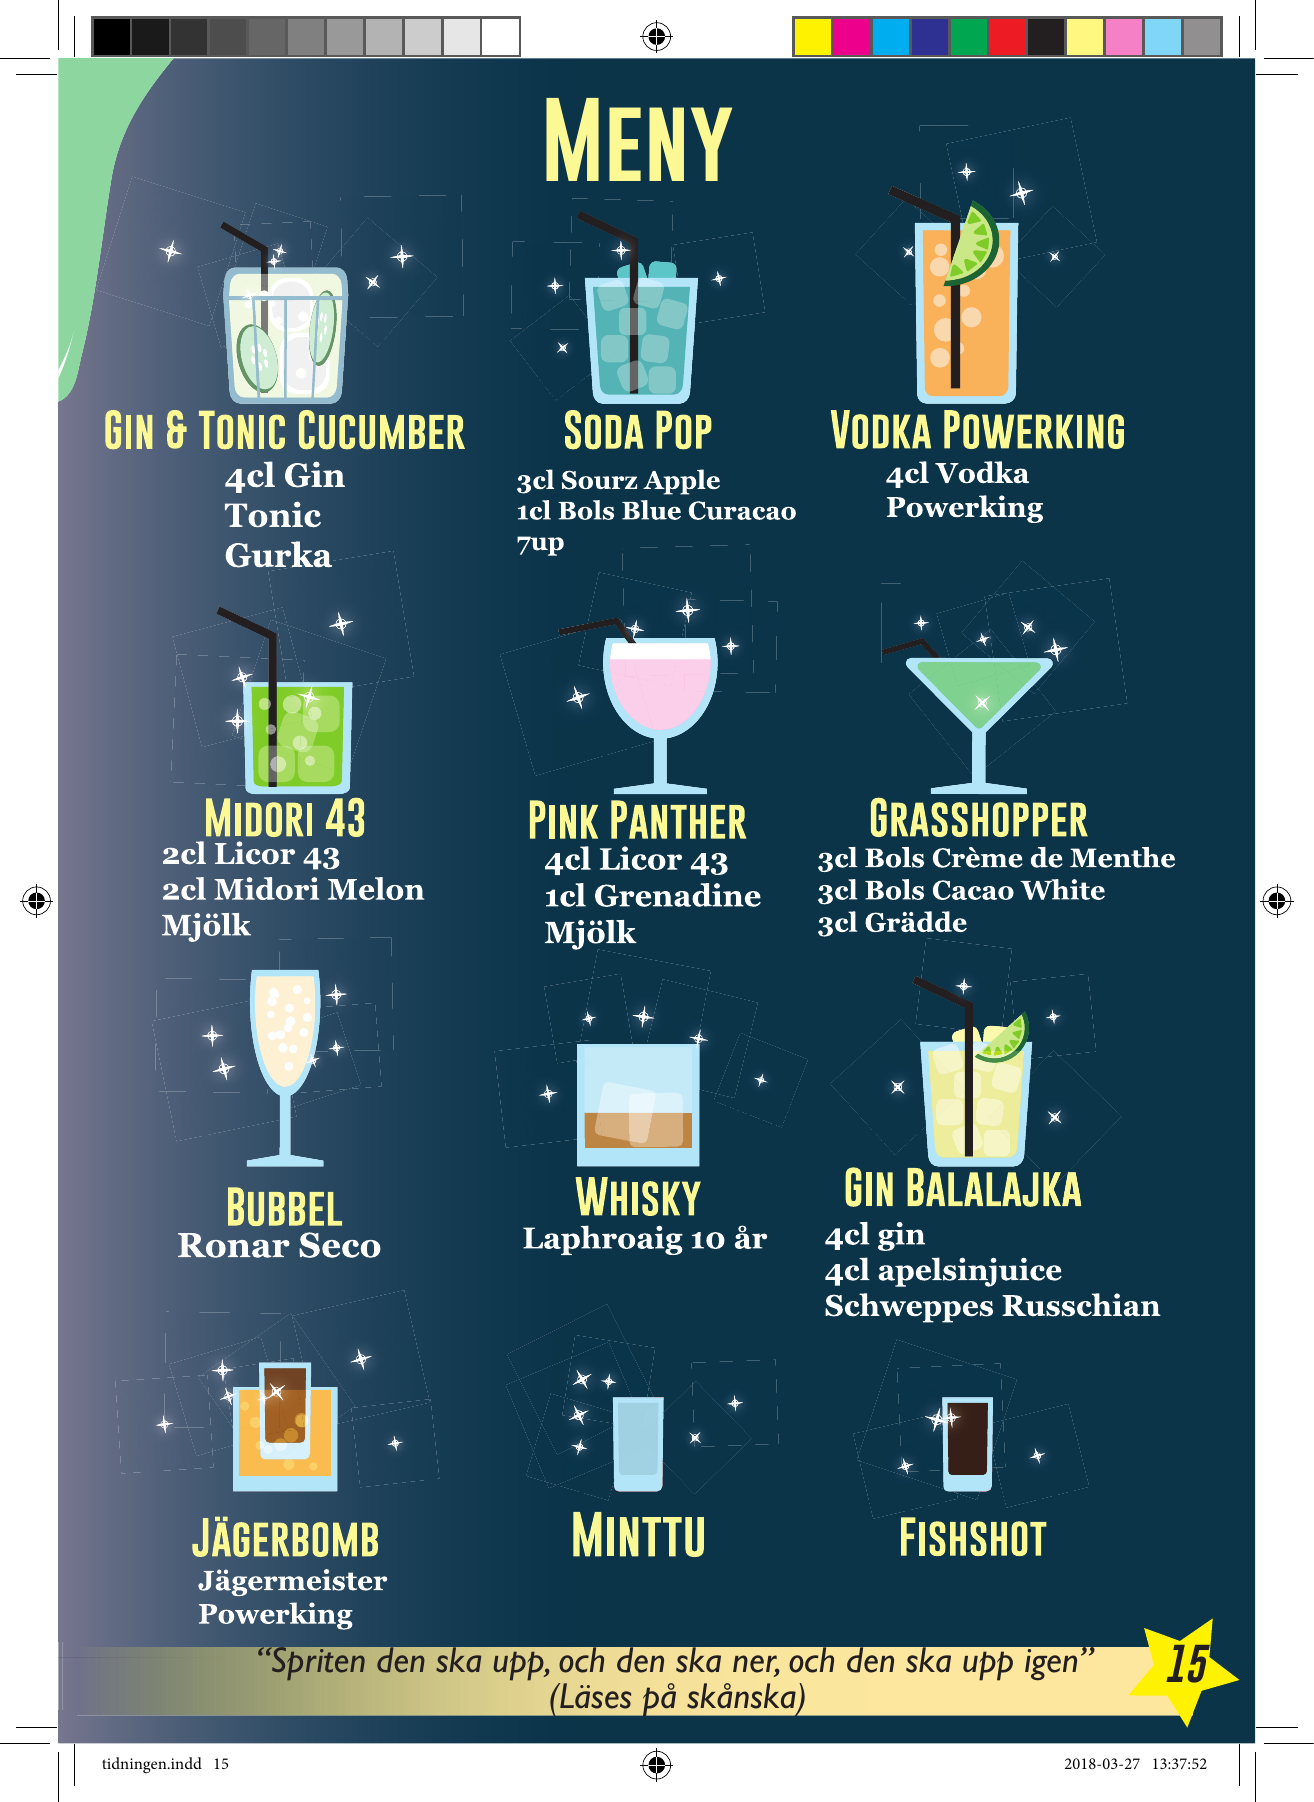 Meny
Gin & Tonic Cucumber
4cl Gin
Tonic
Gurka
Soda Pop
3cl Sourz Apple
1cl Bols Blue Curacao
7up
Vodka Powerking
4cl Vodka
Powerking
Midori 43
2cl Licor 43
2cl Midori Melon
Mjölk
Pink Panther
4cl Licor 43
1cl Grenadine
Mjölk
Grasshopper
3cl Bols Crème de Menthe
3cl Bols Cacao White
3cl Grädde
Bubbel
Ronar Seco
Whisky
Laphroaig 10 år
Gin Balalajka
4cl gin
4cl apelsinjuice
Schweppes Russchian
Jägerbomb
Jägermeister
Powerking
Minttu
Fishshot
“Spriten den ska upp, och den ska ner, och den ska upp igen”
(Läses på skånska)
15
tidningen.indd 15
2018-03-27 13:37:52